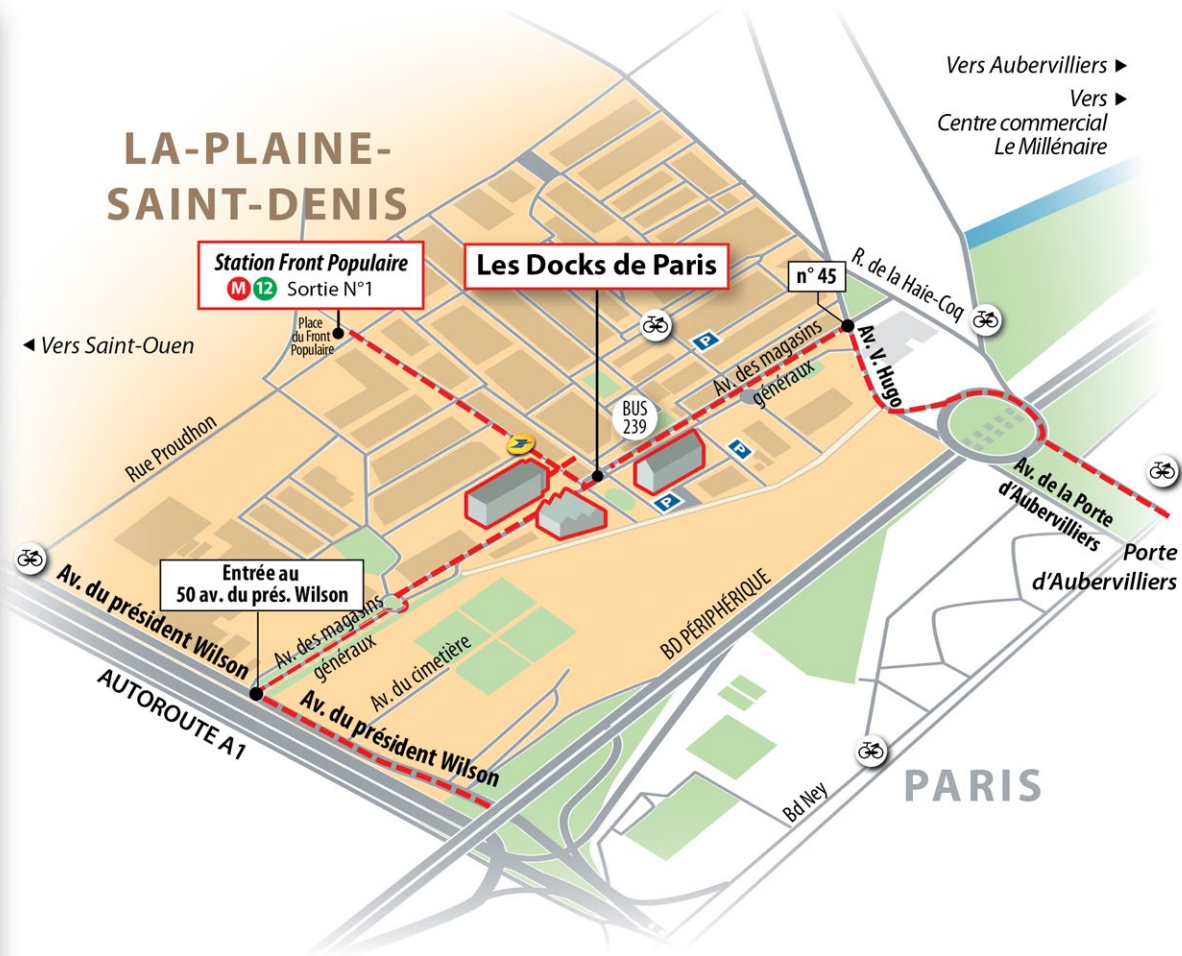 Vers Aubervilliers ►
Vers ►
Centre commercial
Le Millénaire
LA-PLAINE-
SAINT-DENIS
Station Front Populaire
M 12 Sortie N°1
Les Docks de Paris
n° 45
R. de la Haie-Coq
Place
du Front
Populaire
◄ Vers Saint-Ouen
P
Av. des magasins
généraux
Av. V. Hugo
BUS
239
Rue Proudhon
P
P
Av. de la Porte
d'Aubervilliers
Porte
d'Aubervilliers
Entrée au
50 av. du prés. Wilson
Av. du président Wilson
Av. des magasins
généraux
Av. du cimetière
BD PÉRIPHÉRIQUE
AUTOROUTE A1
Av. du président Wilson
Bd Ney
PARIS